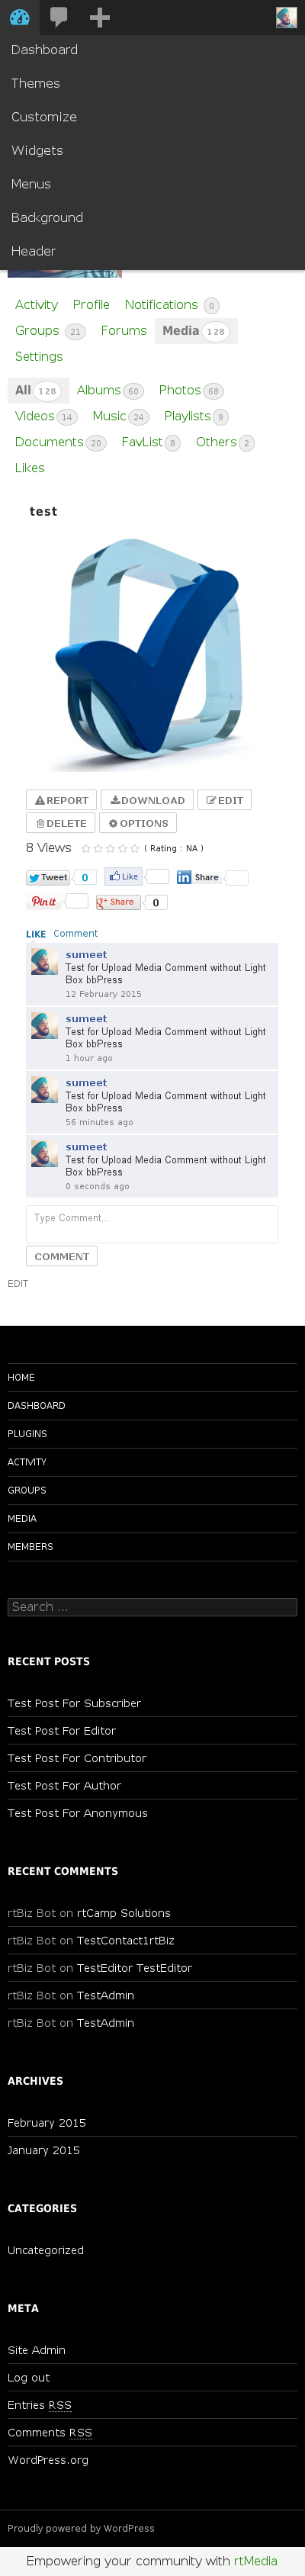 Dashboard
Themes
Customize
Widgets
Menus
Background
Header
Activity Profile Notifications 0
Groups 21 Forums Media 128
Settings
All 128 Albums 60 Photos 68
Videos 14 Music 24 Playlists 9
Documents 20 FavList 8 Others 2
Likes
test
REPORT DOWNLOAD EDIT
DELETE OPTIONS
8 Views ( Rating : NA )
Tweet 0 Like Share
Pin it Share 0
LIKE Comment
sumeet
Test for Upload Media Comment without Light
Box bbPress
12 February 2015
sumeet
Test for Upload Media Comment without Light
Box bbPress
1 hour ago
sumeet
Test for Upload Media Comment without Light
Box bbPress
56 minutes ago
sumeet
Test for Upload Media Comment without Light
Box bbPress
0 seconds ago
Type Comment...
COMMENT
EDIT
HOME
DASHBOARD
PLUGINS
ACTIVITY
GROUPS
MEDIA
MEMBERS
Search ...
RECENT POSTS
Test Post For Subscriber
Test Post For Editor
Test Post For Contributor
Test Post For Author
Test Post For Anonymous
RECENT COMMENTS
rtBiz Bot on rtCamp Solutions
rtBiz Bot on TestContact1rtBiz
rtBiz Bot on TestEditor TestEditor
rtBiz Bot on TestAdmin
rtBiz Bot on TestAdmin
ARCHIVES
February 2015
January 2015
CATEGORIES
Uncategorized
META
Site Admin
Log out
Entries RSS
Comments RSS
WordPress.org
Proudly powered by WordPress
Empowering your community with rtMedia